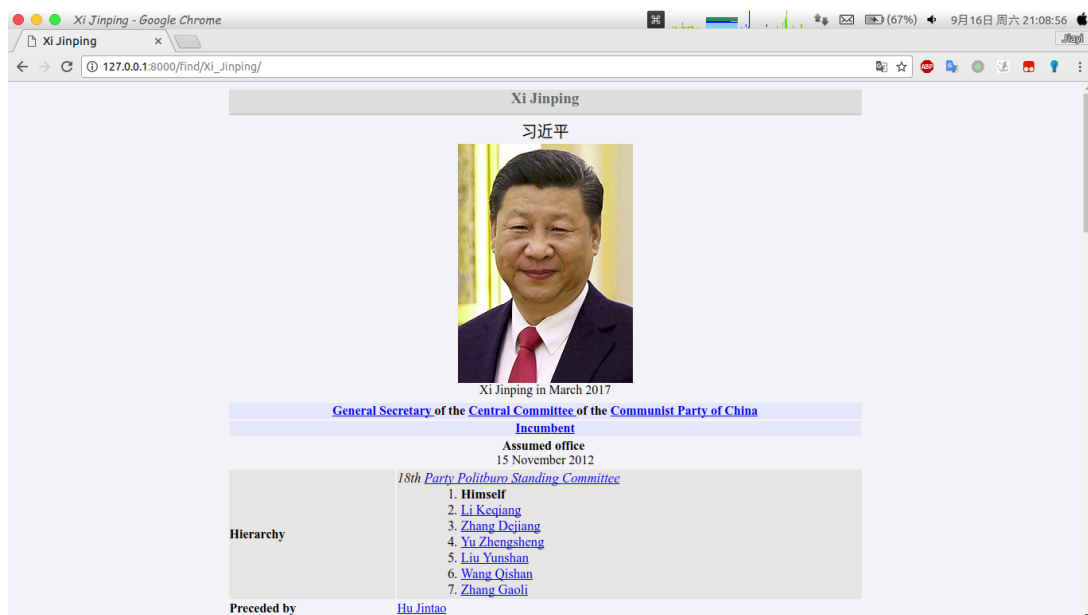 Xi Jinping - Google Chrome
(67%) 9月16日 周六 21:08:56
Xi Jinping ×
Jiayi
127.0.0.1:8000/find/Xi_Jinping/
ABP
Xi Jinping
习近平
Xi Jinping in March 2017
General Secretary of the Central Committee of the Communist Party of China
Incumbent
Assumed office
15 November 2012
18th Party Politburo Standing Committee
1. Himself
2. Li Keqiang
3. Zhang Dejiang
Hierarchy
4. Yu Zhengsheng
5. Liu Yunshan
6. Wang Qishan
7. Zhang Gaoli
Preceded by Hu Jintao